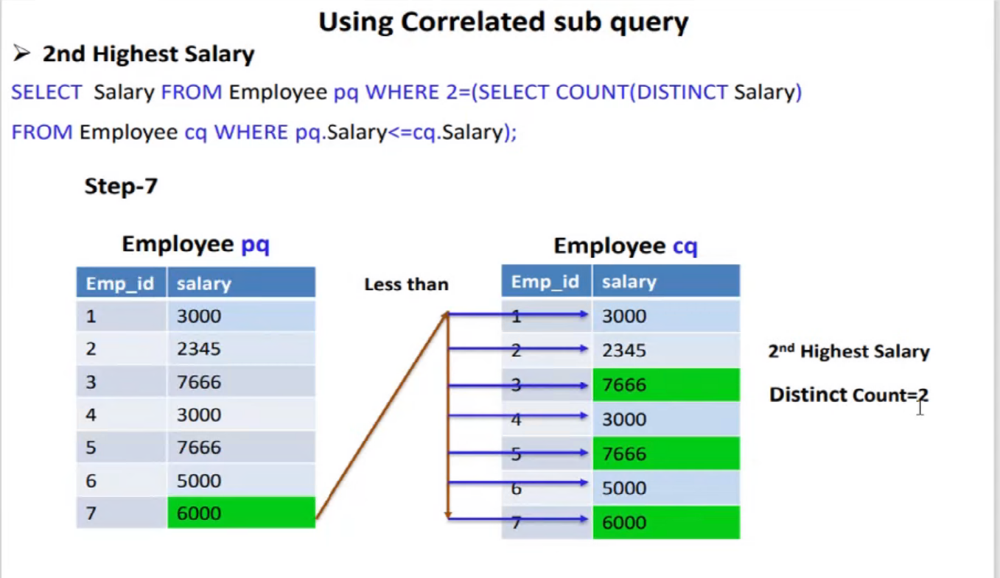 Using Correlated sub query
➢ 2nd Highest Salary
SELECT Salary FROM Employee pq WHERE 2=(SELECT COUNT(DISTINCT Salary)
FROM Employee cq WHERE pq.Salary<=cq.Salary);
Step-7
Employee pq
Emp_id salary
1 3000
2 2345
3 7666
4 3000
5 7666
6 5000
7 6000
Less than
Employee cq
Emp_id salary
1 3000
2 2345
3 7666
4 3000
5 7666
6 5000
7 6000
2nd Highest Salary
Distinct Count=2